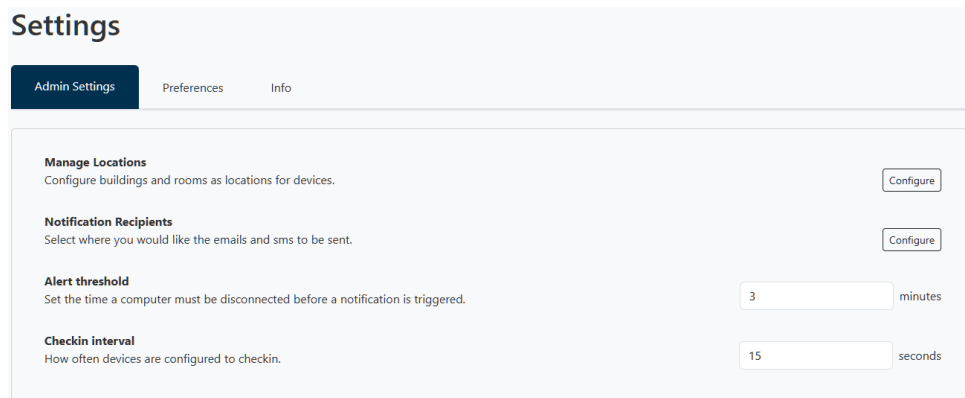 Settings
Admin Settings Preferences Info
Manage Locations
Configure buildings and rooms as locations for devices.
Configure
Notification Recipients
Select where you would like the emails and sms to be sent.
Configure
Alert threshold
Set the time a computer must be disconnected before a notification is triggered.
3 minutes
Checkin interval
How often devices are configured to checkin.
15 seconds